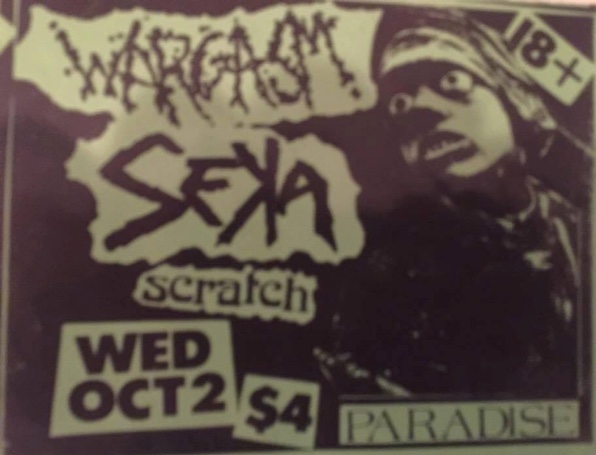 WARGASM
SEKA
scratch
18+
WED
OCT 2
$4
PARADISE